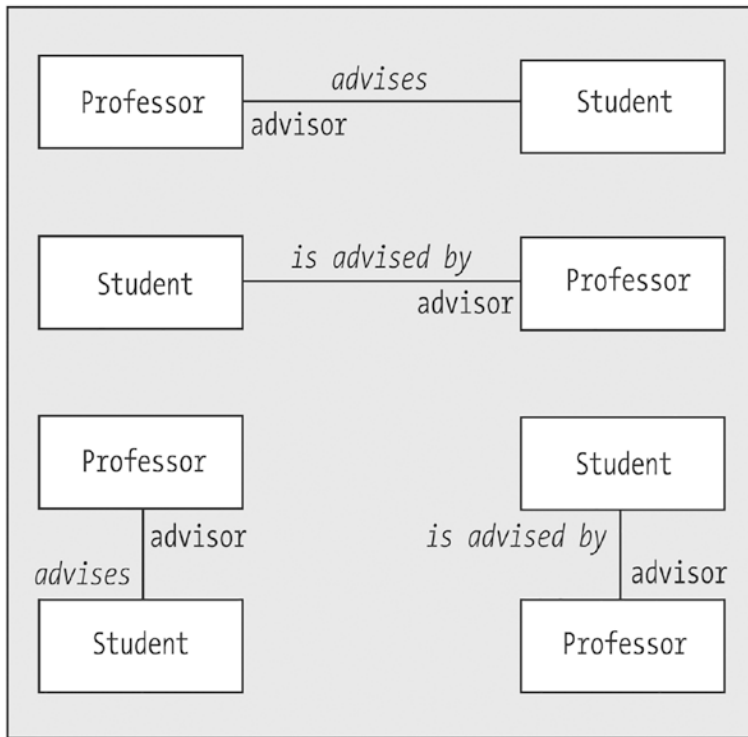 Professor
advises
advisor
Student
Student
is advised by
advisor
Professor
Professor
advisor
advises
Student
Student
is advised by
advisor
Professor